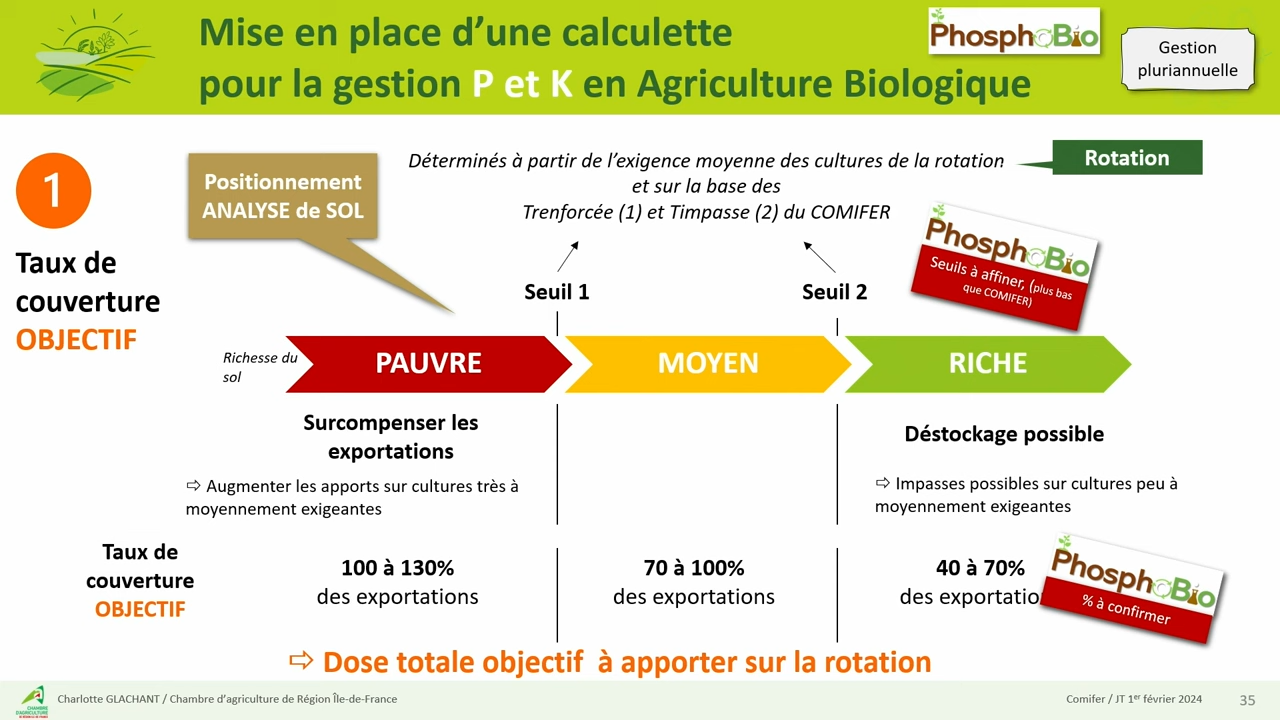 Mise en place d’une calculette
pour la gestion P et K en Agriculture Biologique
PhosphoBio
Gestion
pluriannuelle
1
Taux de
couverture
OBJECTIF
Positionnement
ANALYSE de SOL
Déterminés à partir de l’exigence moyenne des cultures de la rotation
et sur la base des
Trenforcée (1) et Timpasse (2) du COMIFER
Rotation
PhosphoBio
Seuils à affiner, (plus bas
que COMIFER)
Seuil 1
Seuil 2
Richesse du
sol
PAUVRE
MOYEN
RICHE
Surcompenser les
exportations
⇨ Augmenter les apports sur cultures très à
moyennement exigeantes
Déstockage possible
⇨ Impasses possibles sur cultures peu à
moyennement exigeantes
Taux de
couverture
OBJECTIF
100 à 130%
des exportations
70 à 100%
des exportations
40 à 70%
des exportatio
PhosphoBio
% à confirmer
⇨ Dose totale objectif à apporter sur la rotation
CHAMBRE
D'AGRICULTURE
Charlotte GLACHANT / Chambre d’agriculture de Région Île-de-France
Comifer / JT 1er février 2024
35